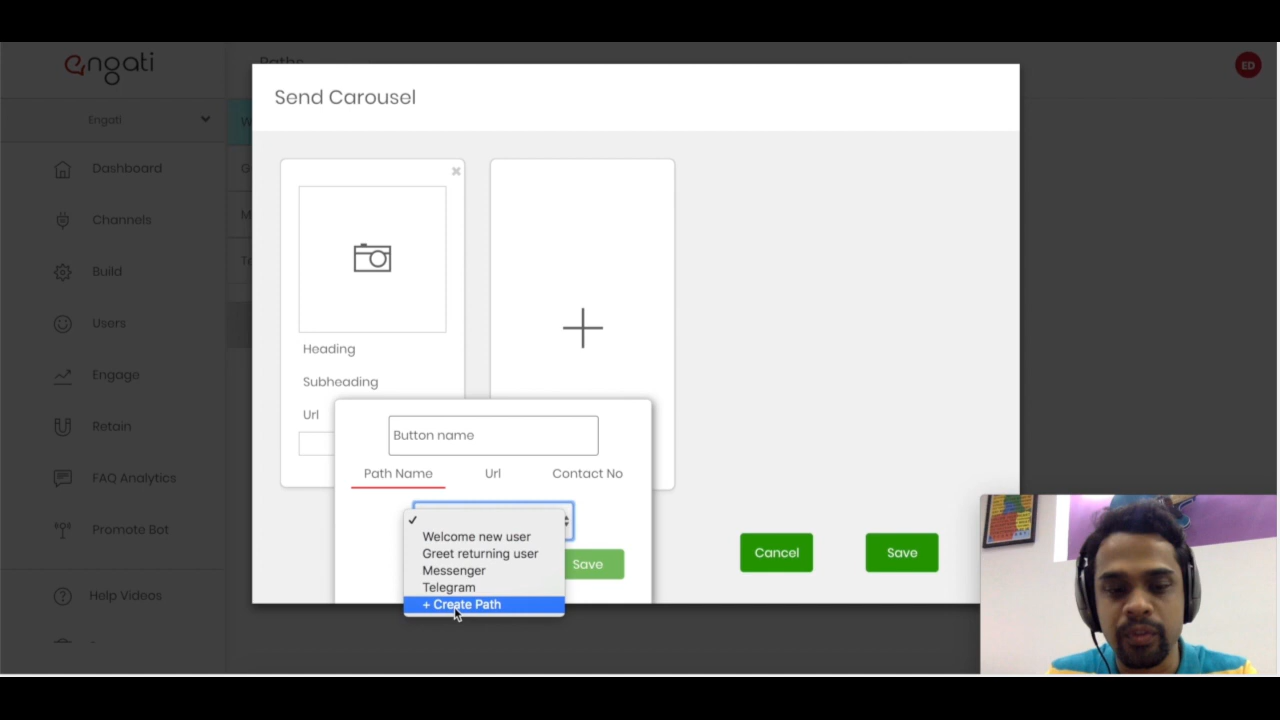 engati
Paths
ED
Send Carousel
Engati
Dashboard
Channels
Build
Users
Engage
Retain
FAQ Analytics
Promote Bot
Help Videos
Heading
Subheading
Url
Button name
Path Name Url Contact No
Welcome new user
Greet returning user
Messenger
Telegram
+ Create Path
Save
Cancel
Save